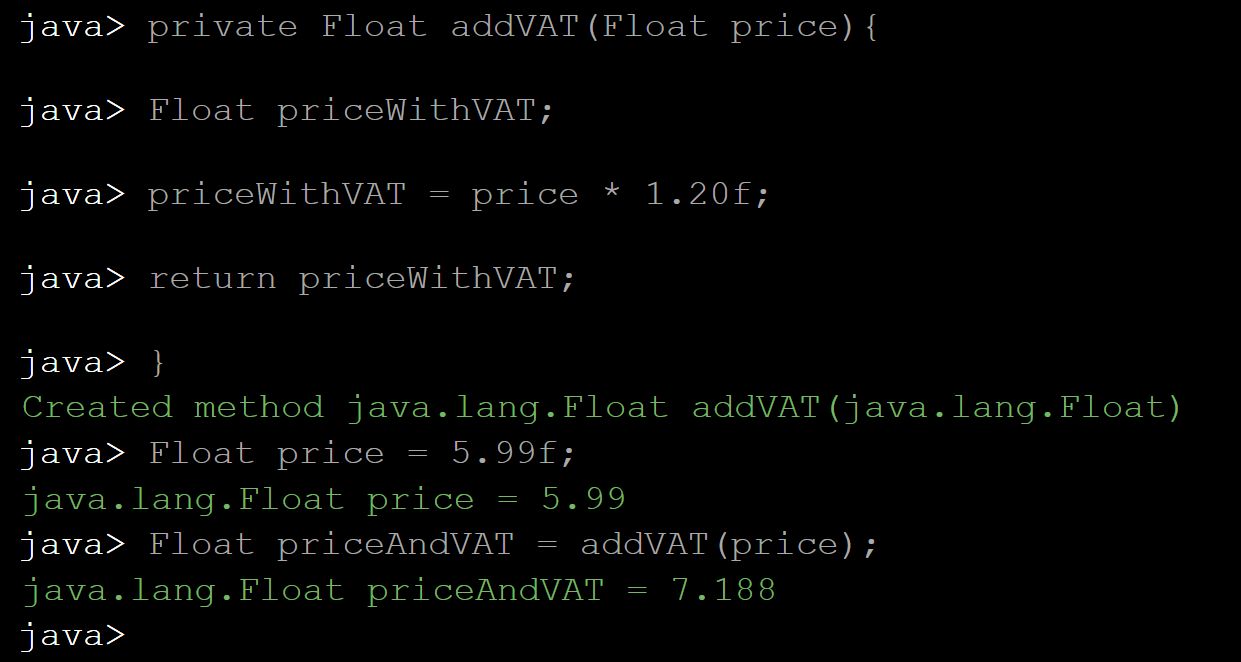 java> private Float addVAT(Float price){
java> Float priceWithVAT;
java> priceWithVAT = price * 1.20f;
java> return priceWithVAT;
java> }
Created method java.lang.Float addVAT(java.lang.Float)
java> Float price = 5.99f;
java.lang.Float price = 5.99
java> Float priceAndVAT = addVAT(price);
java.lang.Float priceAndVAT = 7.188
java>